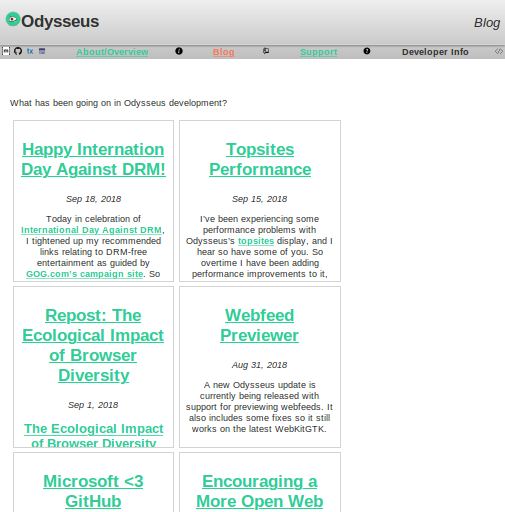 Odysseus
Blog
m tx About/Overview Blog Support Developer Info
What has been going on in Odysseus development?
Happy Internation
Day Against DRM!
Sep 18, 2018
Today in celebration of
International Day Against DRM,
I tightened up my recommended
links relating to DRM-free
entertainment as guided by
GOG.com's campaign site. So
Topsites
Performance
Sep 15, 2018
I've been experiencing some
performance problems with
Odysseus's topsites display, and I
hear so have some of you. So
overtime I have been adding
performance improvements to it,
Repost: The
Ecological Impact
of Browser
Diversity
Sep 1, 2018
The Ecological Impact
of Browser Diversity
Webfeed
Previewer
Aug 31, 2018
A new Odysseus update is
currently being released with
support for previewing webfeeds. It
also includes some fixes so it still
works on the latest WebKitGTK.
Microsoft <3
GitHub
Encouraging a
More Open Web